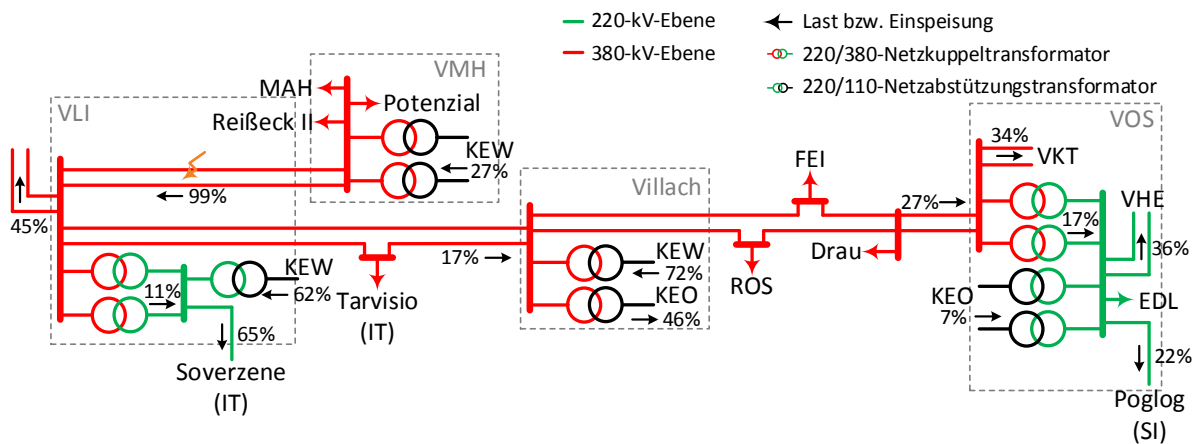 220-kV-Ebene
380-kV-Ebene
Last bzw. Einspeisung
220/380-Netzkuppeltransformator
220/110-Netzabstützungstransformator
VLI
45%
99%
11%
KEW
62%
65%
Soverzene
(IT)
VMH
MAH
Potenzial
Reißeck II
KEW
27%
Tarvisio
(IT)
17%
Villach
KEW
72%
KEO
46%
FEI
ROS
Drau
27%
VOS
34%
VKT
VHE
17%
36%
KEO
7%
EDL
22%
Poglog
(SI)